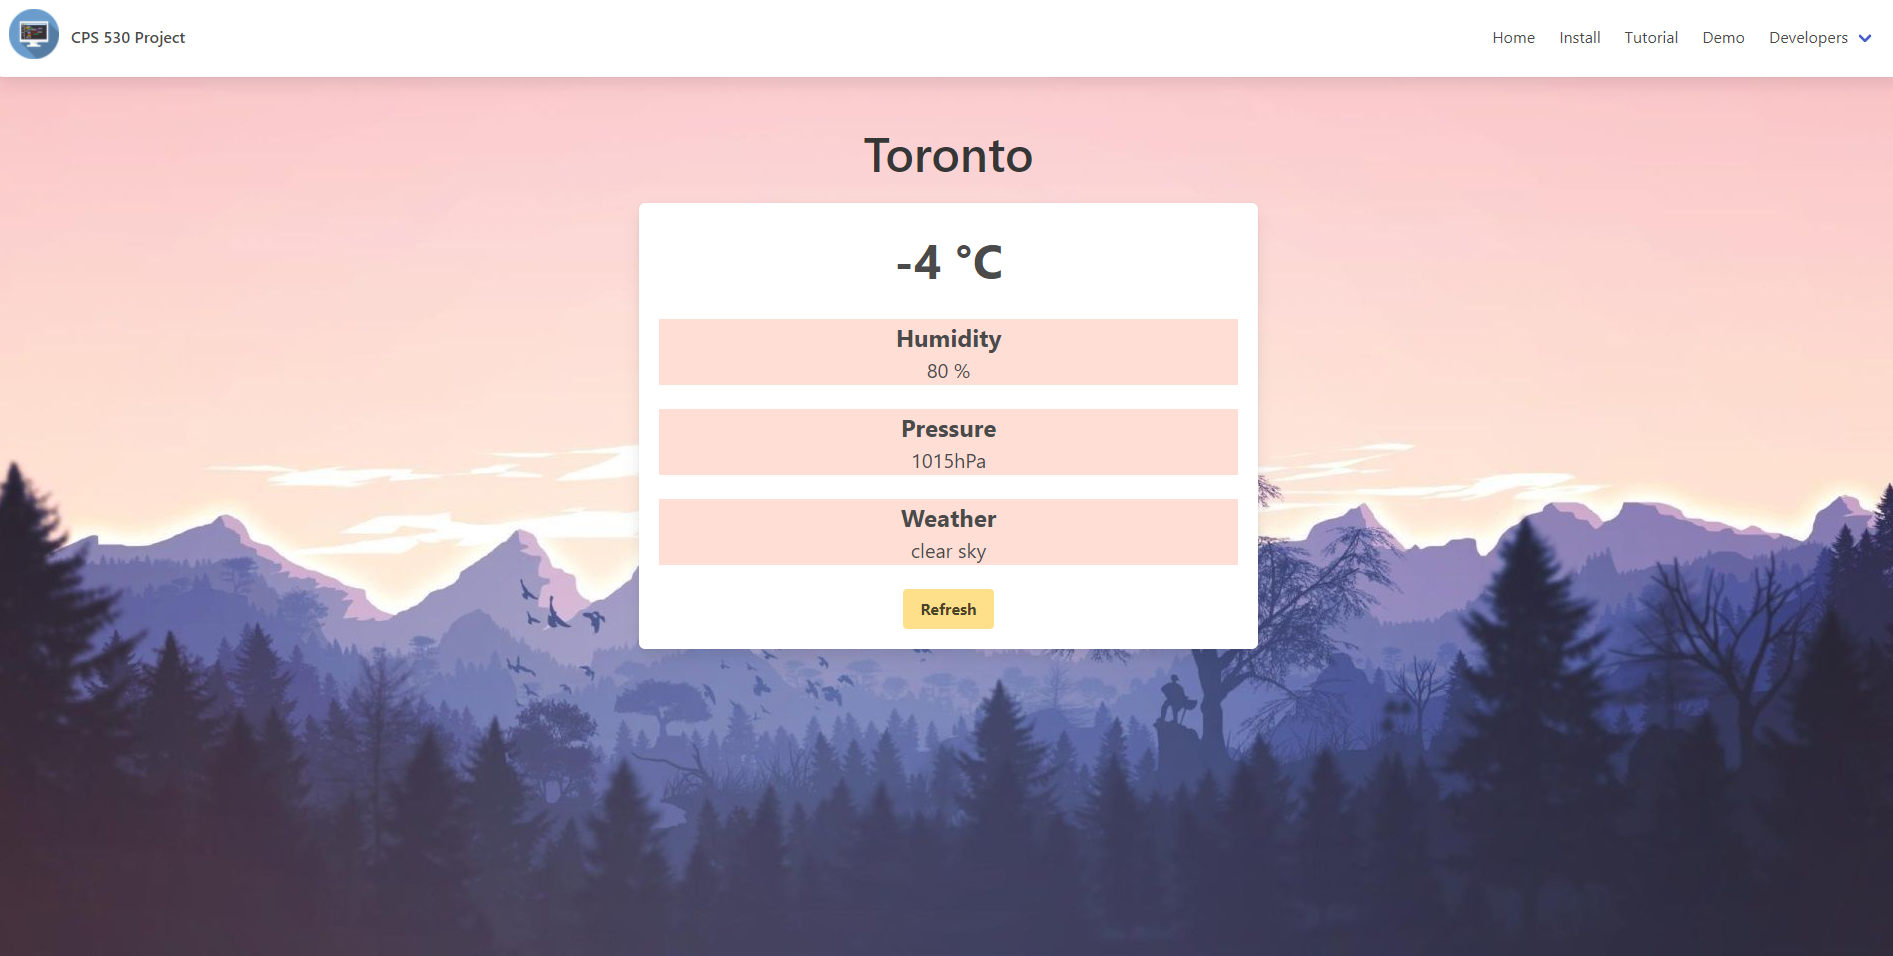 CPS 530 Project
Home
Install
Tutorial
Demo
Developers
Toronto
-4 °C
Humidity
80 %
Pressure
1015hPa
Weather
clear sky
Refresh